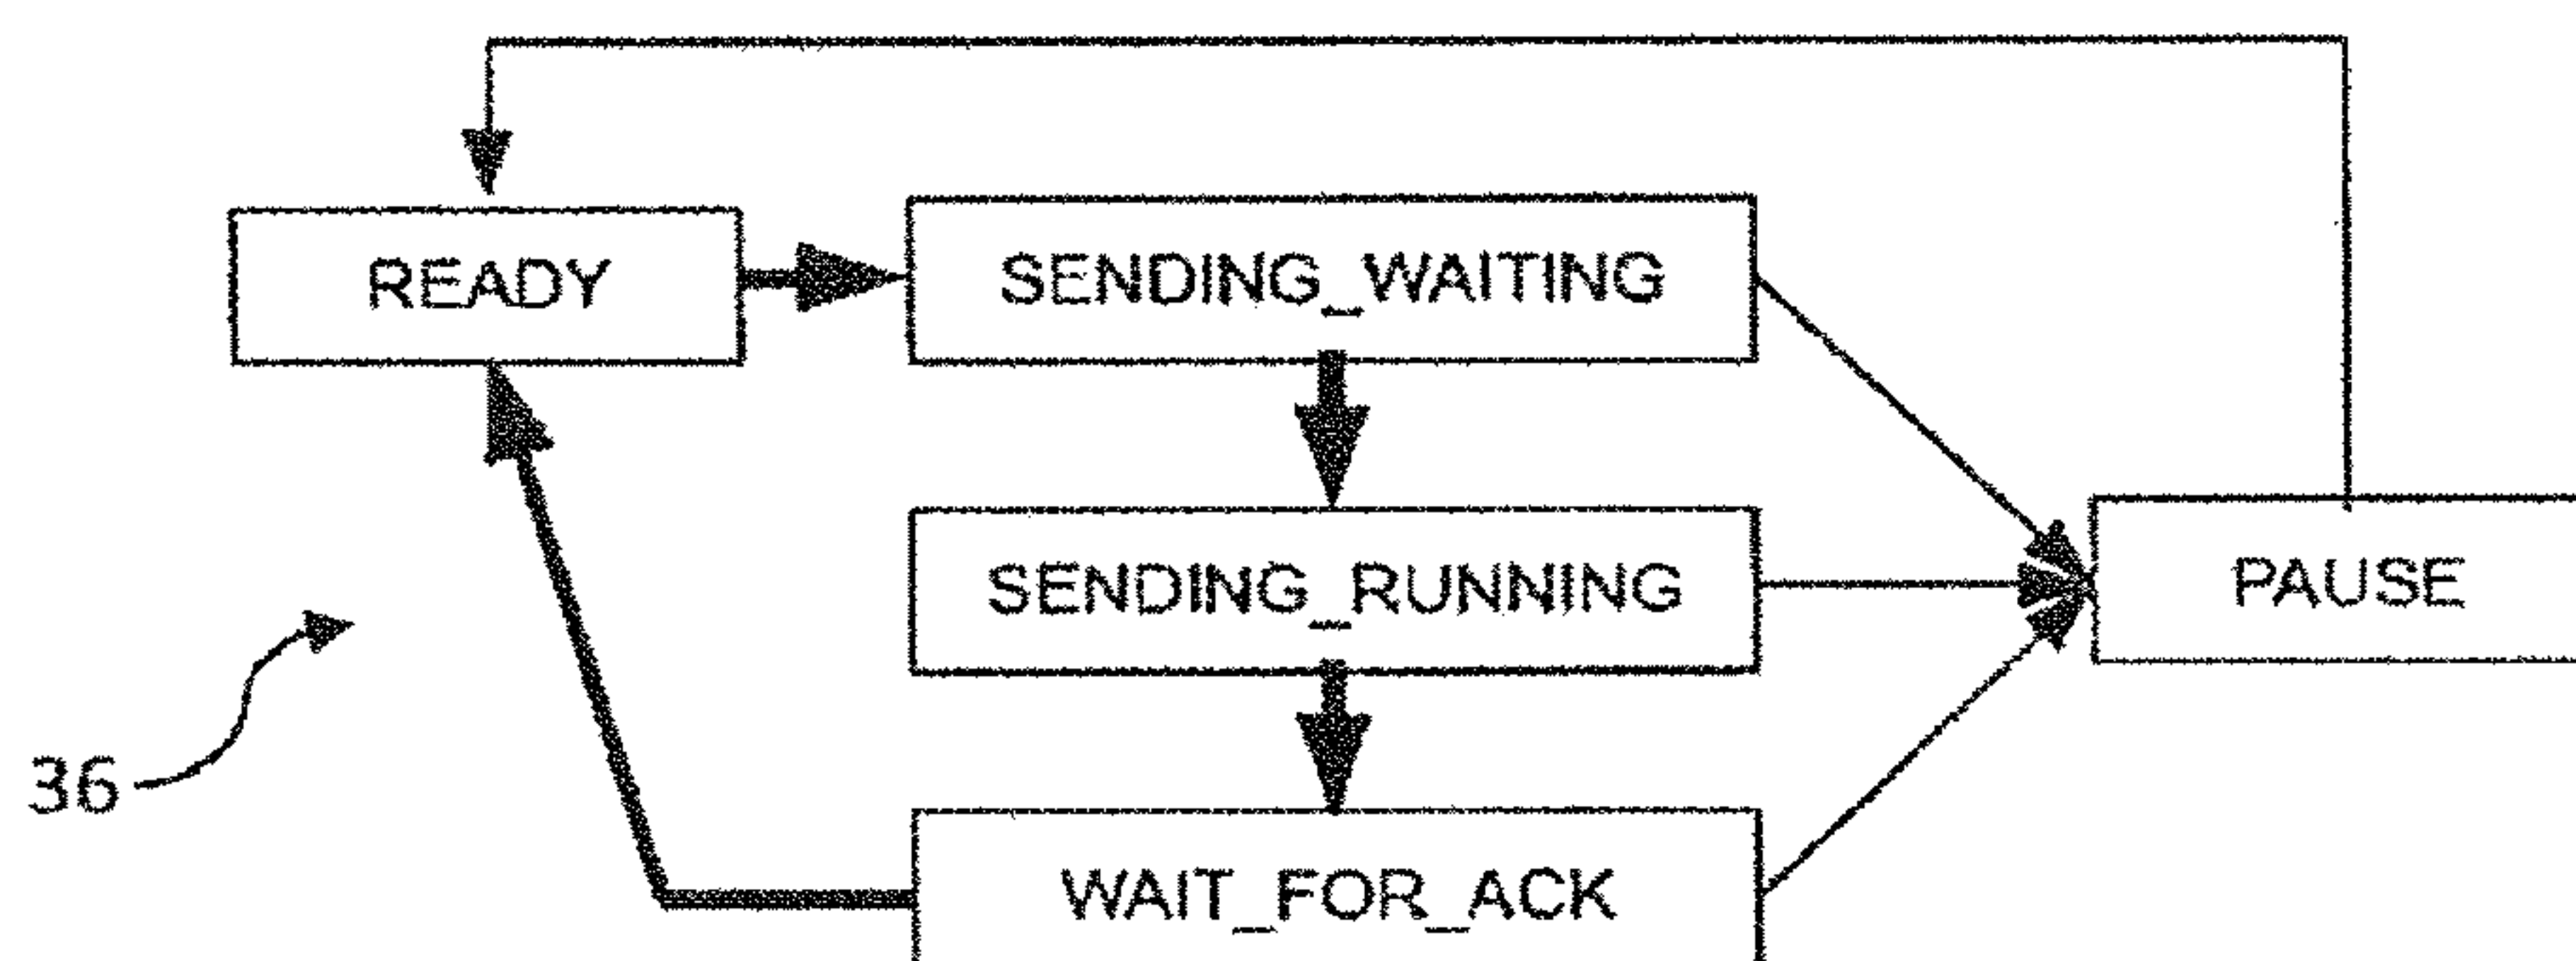 READY
SENDING_WAITING
SENDING_RUNNING
PAUSE
36
WAIT_FOR_ACK